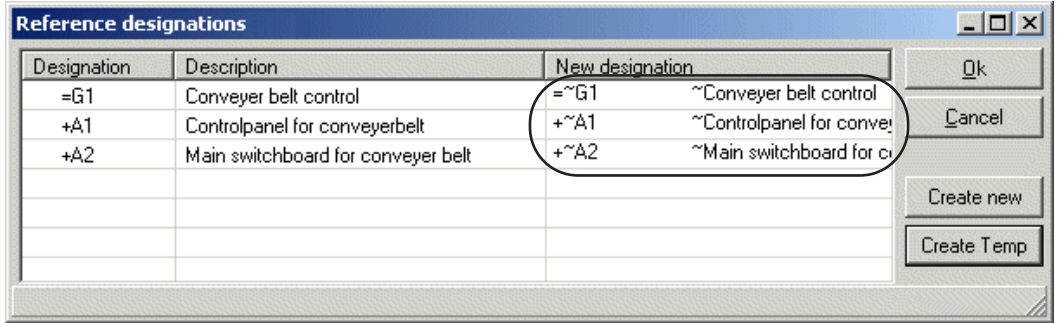 Reference designations
Designation Description New designation
=G1 Conveyer belt control =~G1 ~Conveyer belt control
+A1 Controlpanel for conveyerbelt +~A1 ~Controlpanel for
+A2 Main switchboard for conveyer belt +~A2 ~Main switchboard for
Ok
Cancel
Create new
Create Temp